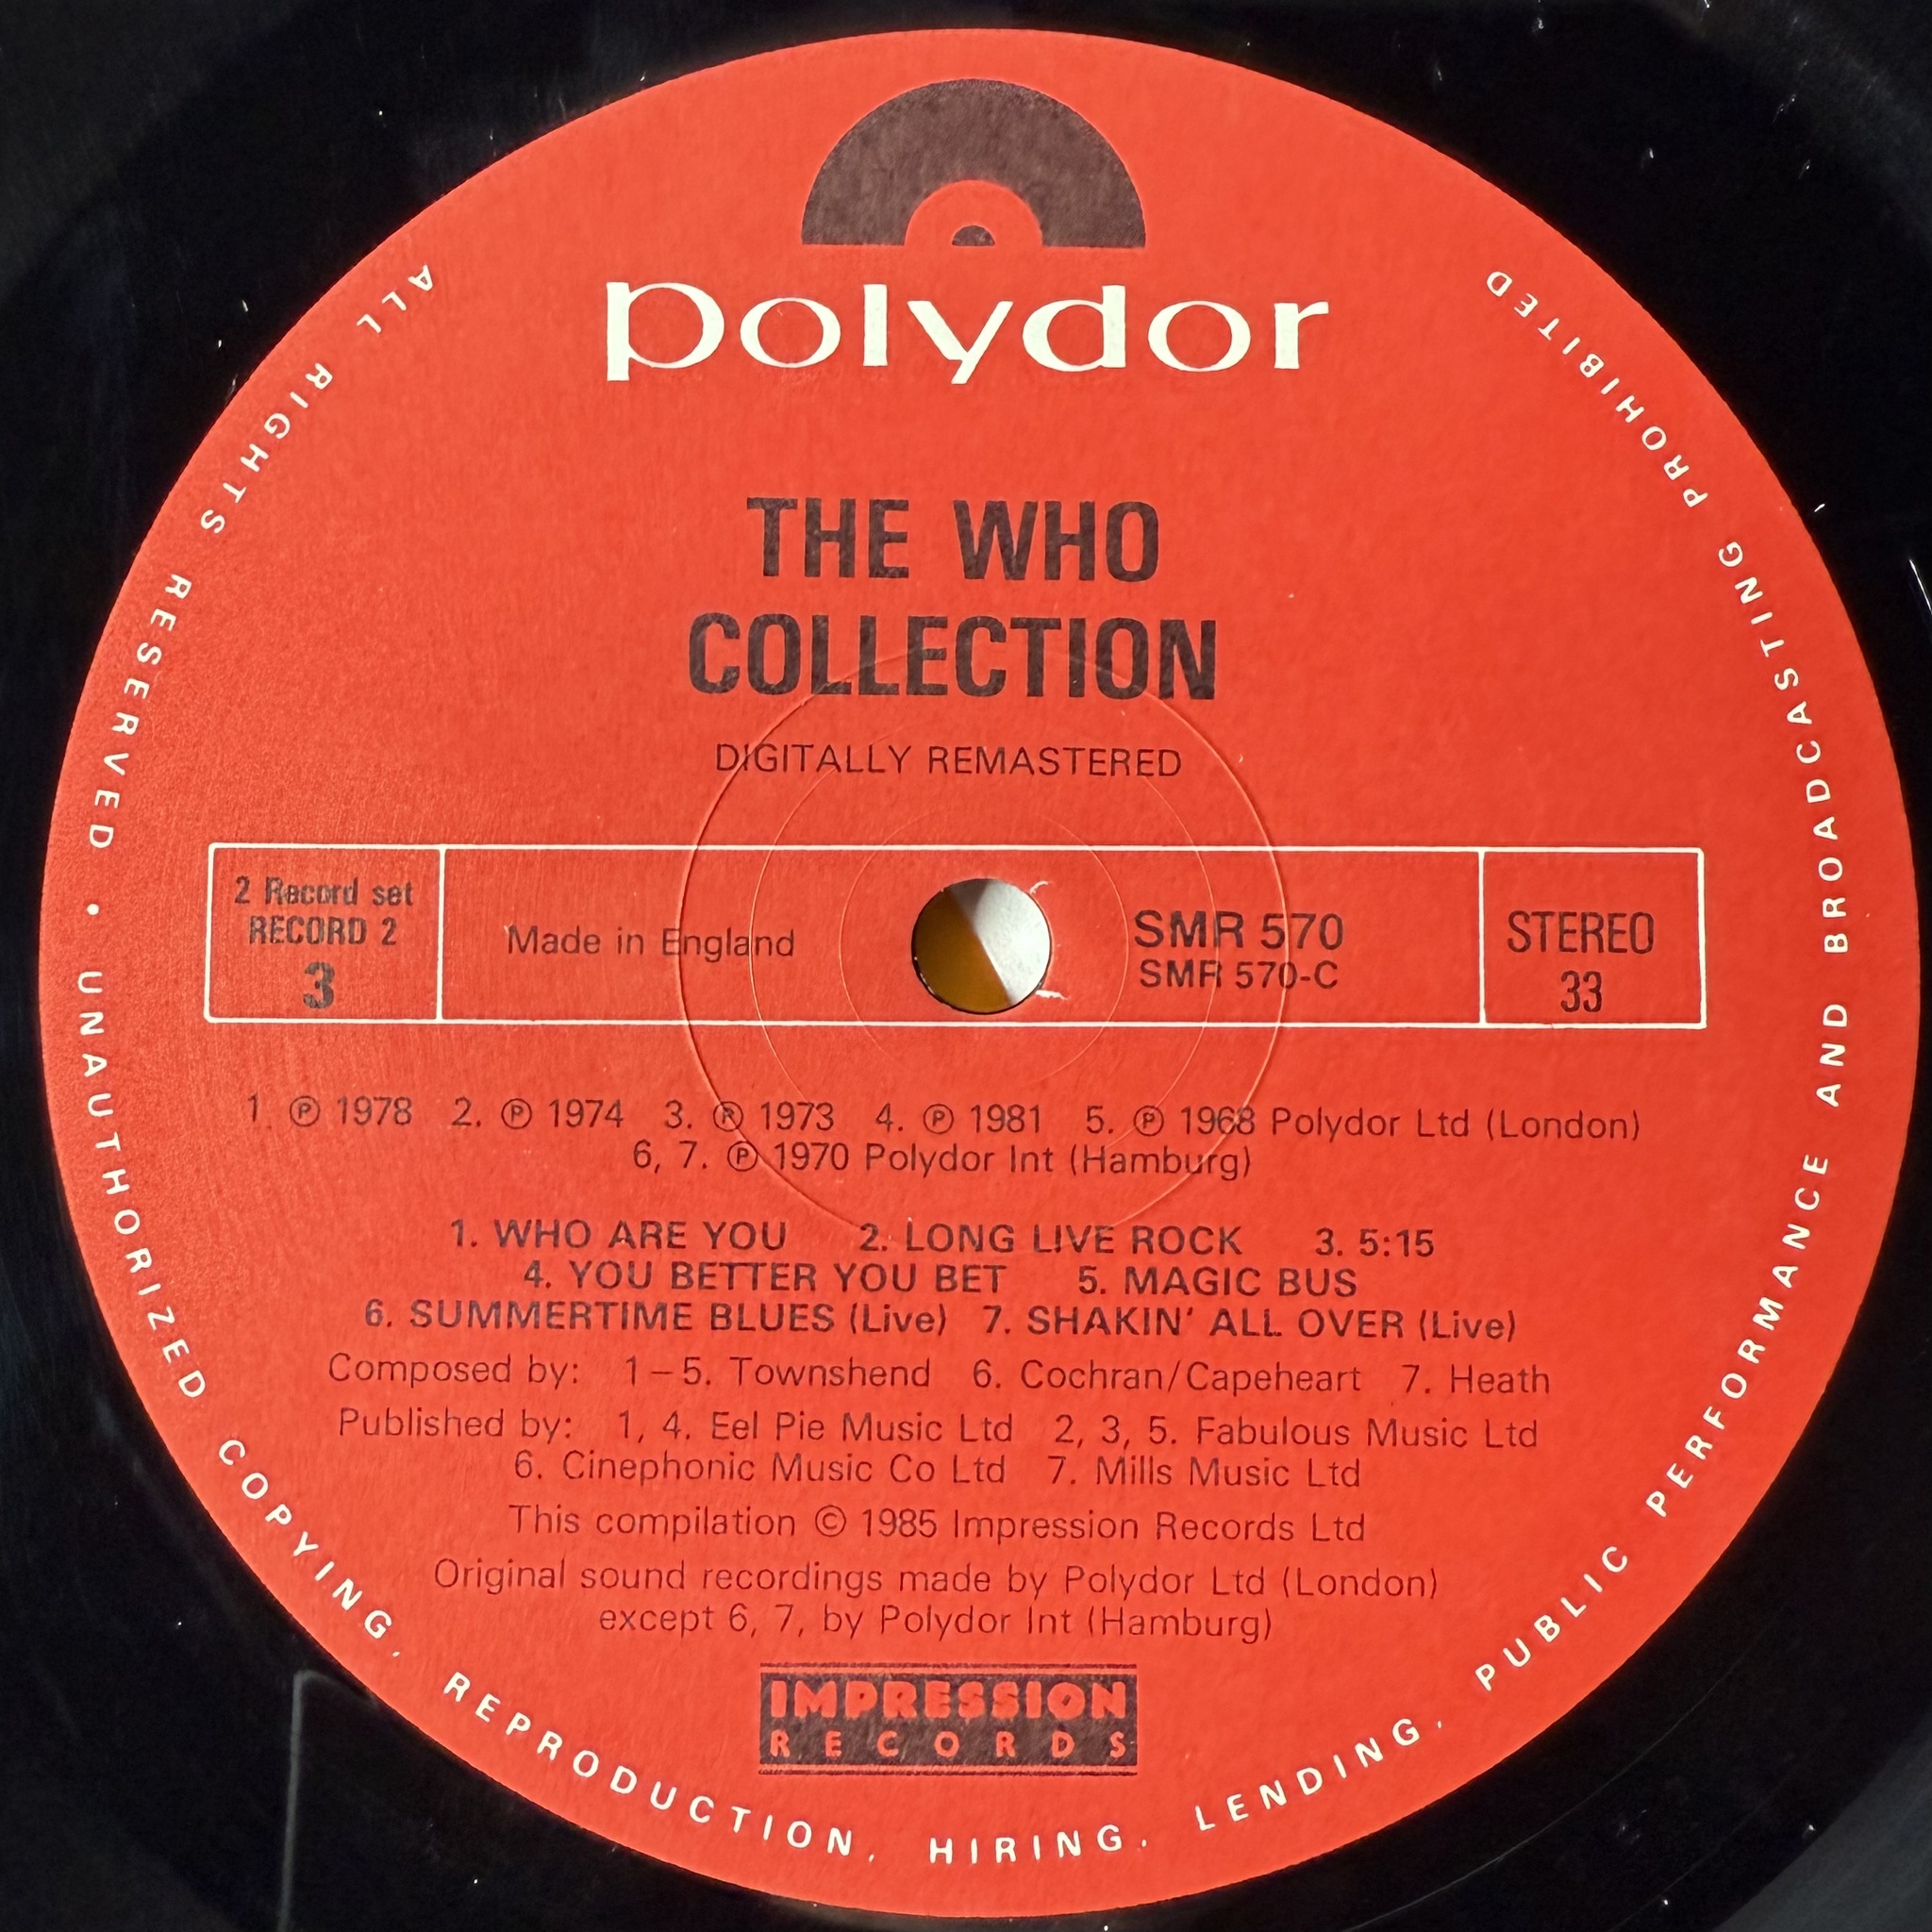 polydor
THE WHO
COLLECTION
DIGITALLY REMASTERED
2 Record set
RECORD 2
3
Made in England
SMR 570
SMR 570-C
STEREO
33
1. ℗ 1978 2. ℗ 1974 3. ® 1973 4. ℗ 1981 5. ℗ 1968 Polydor Ltd (London)
6, 7. ℗ 1970 Polydor Int (Hamburg)
1. WHO ARE YOU 2. LONG LIVE ROCK 3. 5:15
4. YOU BETTER YOU BET 5. MAGIC BUS
6. SUMMERTIME BLUES (Live) 7. SHAKIN' ALL OVER (Live)
Composed by: 1–5. Townshend 6. Cochran/Capeheart 7. Heath
Published by: 1, 4. Eel Pie Music Ltd 2, 3, 5. Fabulous Music Ltd
6. Cinephonic Music Co Ltd 7. Mills Music Ltd
This compilation © 1985 Impression Records Ltd
Original sound recordings made by Polydor Ltd (London)
except 6, 7, by Polydor Int (Hamburg)
IMPRESSION
RECORDS
ALL RIGHTS RESERVED • UNAUTHORIZED COPYING, REPRODUCTION, HIRING, LENDING, PUBLIC PERFORMANCE AND BROADCASTING PROHIBITED